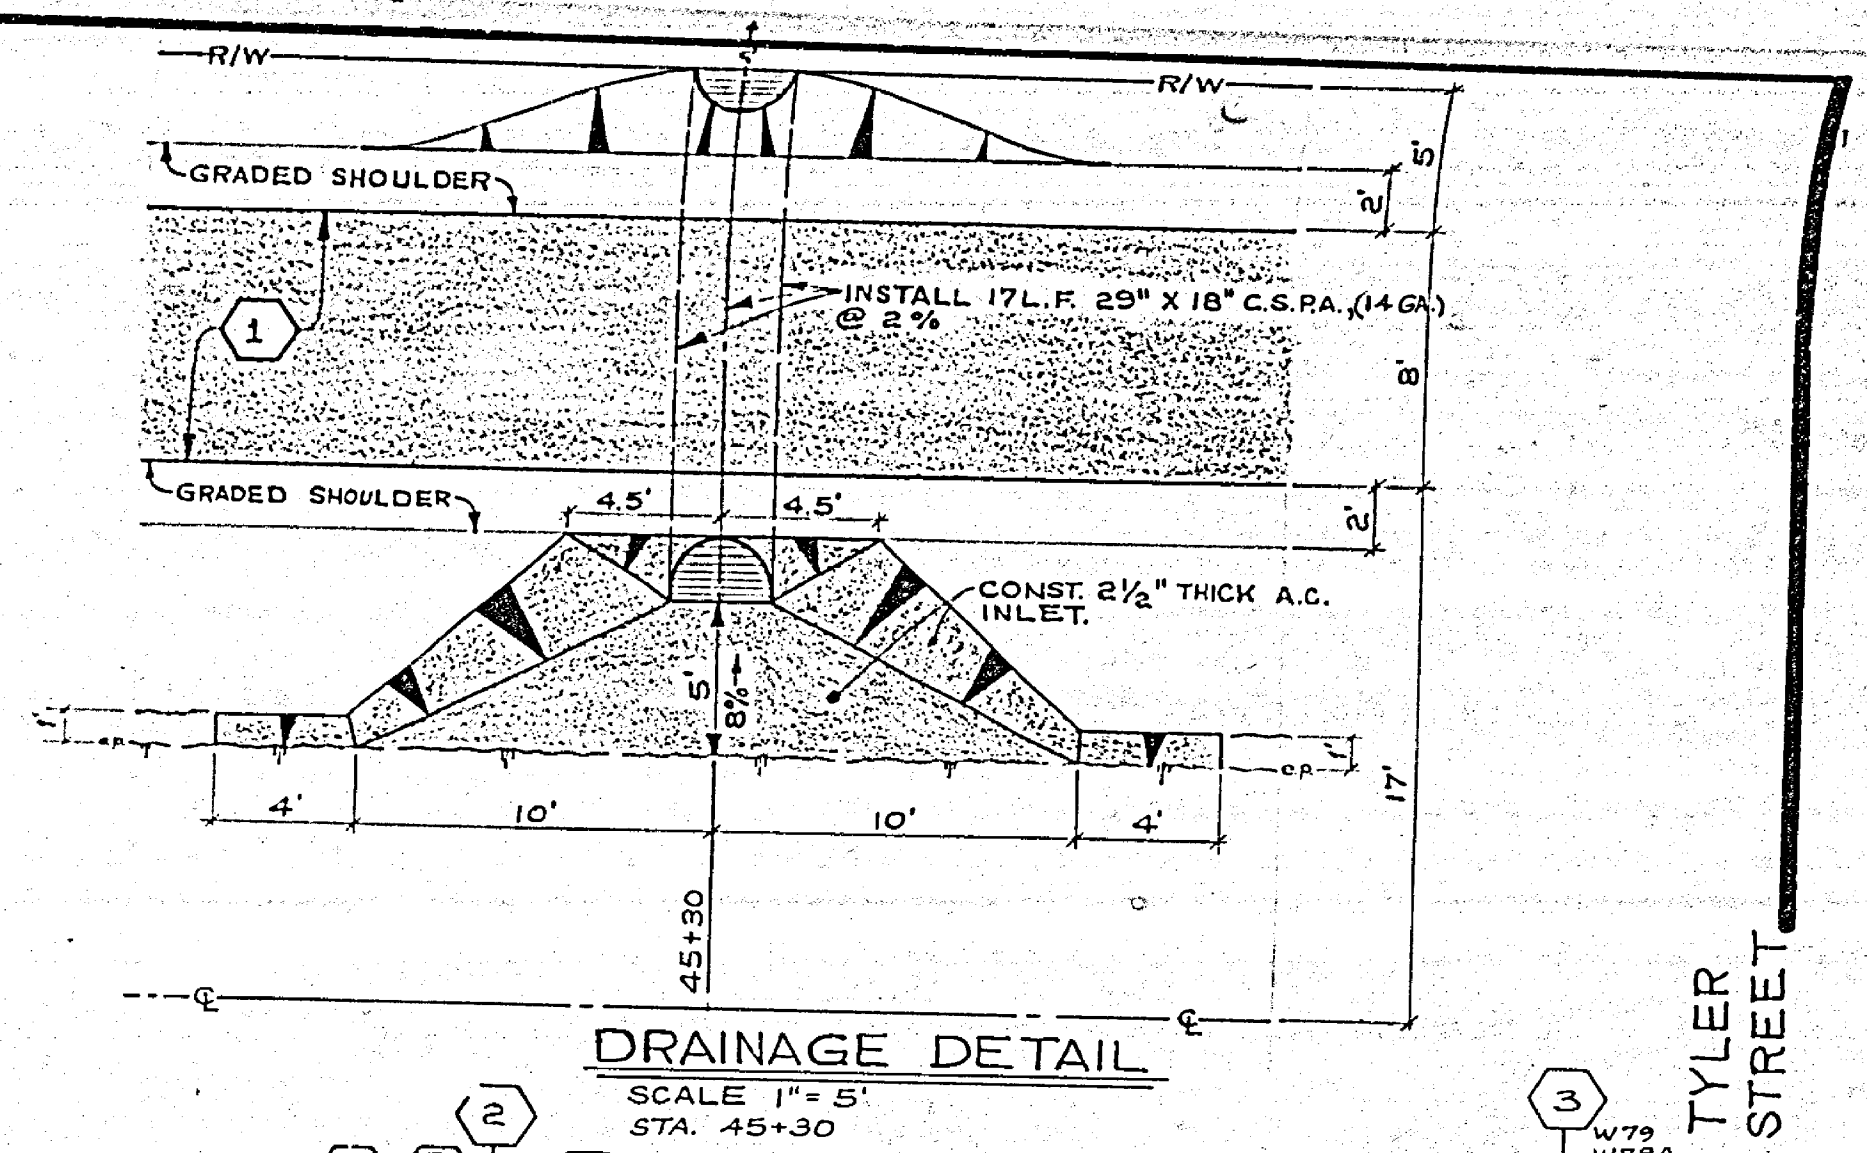 R/W
R/W
GRADED SHOULDER
5'
2'
INSTALL 17 L.F. 29" X 18" C.S.P.A., (14 GA.)
@ 2%
1
8'
GRADED SHOULDER
4.5'
4.5'
2'
CONST. 2½" THICK A.C.
INLET.
5'
8%
1'
e.p.
1'
e.p.
17'
4'
10'
10'
4'
45+30
℄
℄
DRAINAGE DETAIL
SCALE 1" = 5'
STA. 45+30
2
3
W79
TYLER
STREET